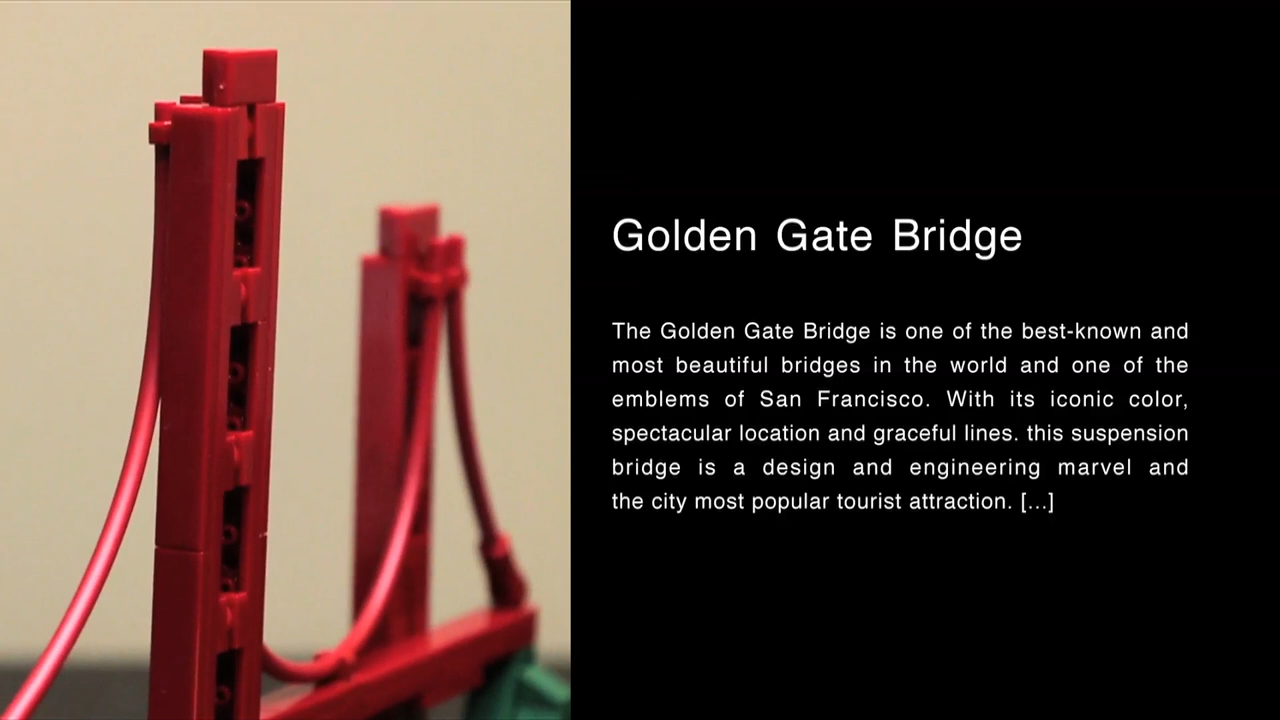 Golden Gate Bridge
The Golden Gate Bridge is one of the best-known and
most beautiful bridges in the world and one of the
emblems of San Francisco. With its iconic color,
spectacular location and graceful lines. this suspension
bridge is a design and engineering marvel and
the city most popular tourist attraction. [...]